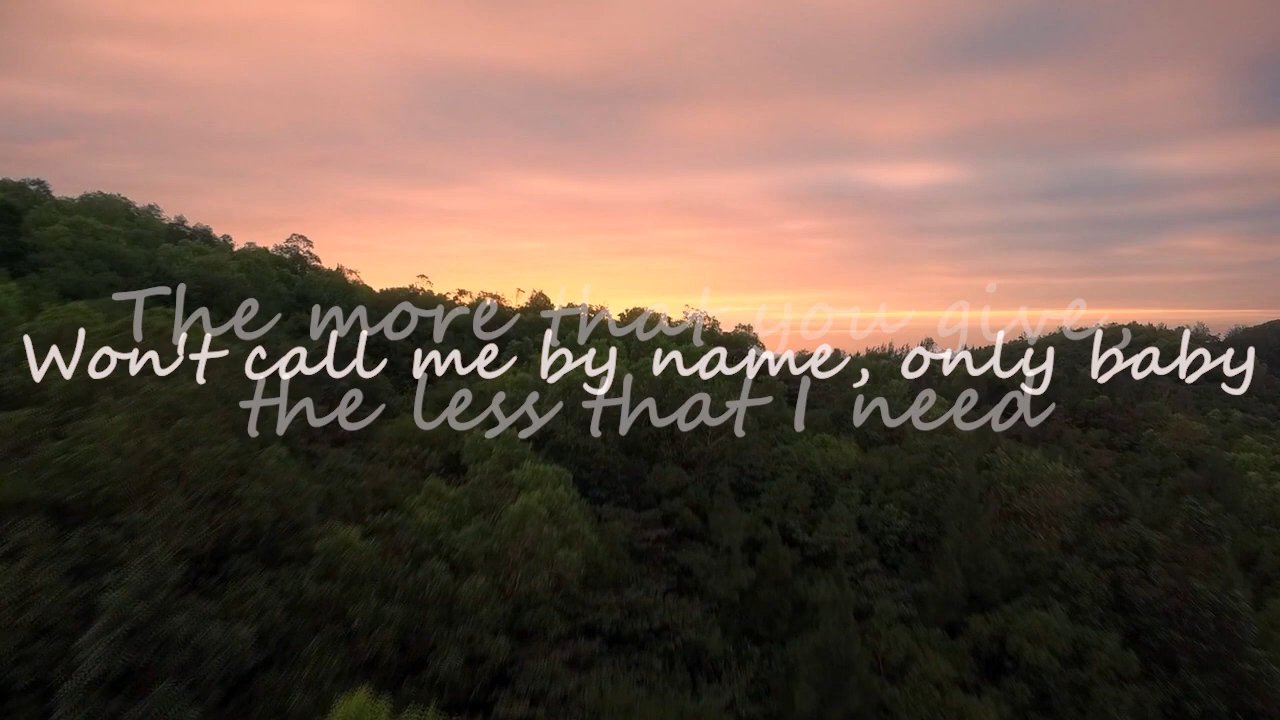 The more that you give,
Won't call me by name, only baby
the less that I need